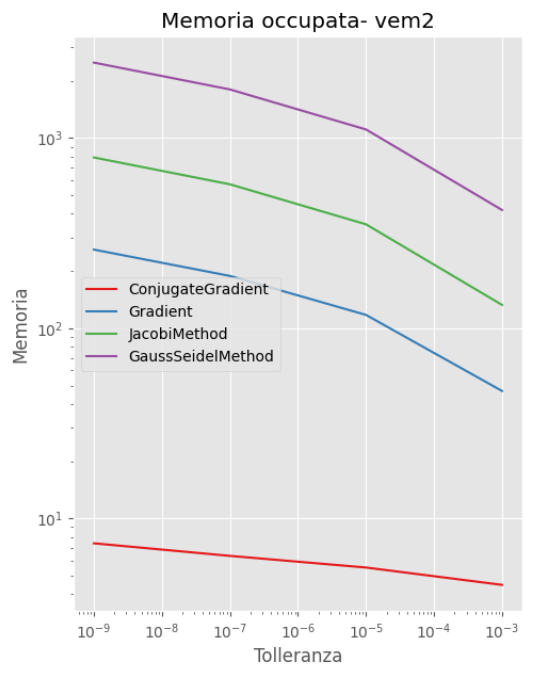 Memoria occupata- vem2
Memoria
10³
10²
10¹
ConjugateGradient
Gradient
JacobiMethod
GaussSeidelMethod
10⁻⁹ 10⁻⁸ 10⁻⁷ 10⁻⁶ 10⁻⁵ 10⁻⁴ 10⁻³
Tolleranza